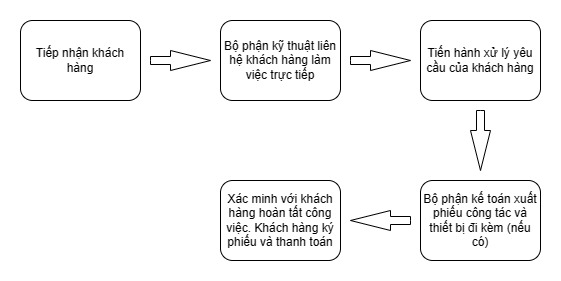 Tiếp nhận khách
hàng
Bộ phận kỹ thuật liên
hệ khách hàng làm
việc trực tiếp
Tiến hành xử lý yêu
cầu của khách hàng
Bộ phận kế toán xuất
phiếu công tác và
thiết bị đi kèm (nếu
có)
Xác minh với khách
hàng hoàn tất công
việc. Khách hàng ký
phiếu và thanh toán